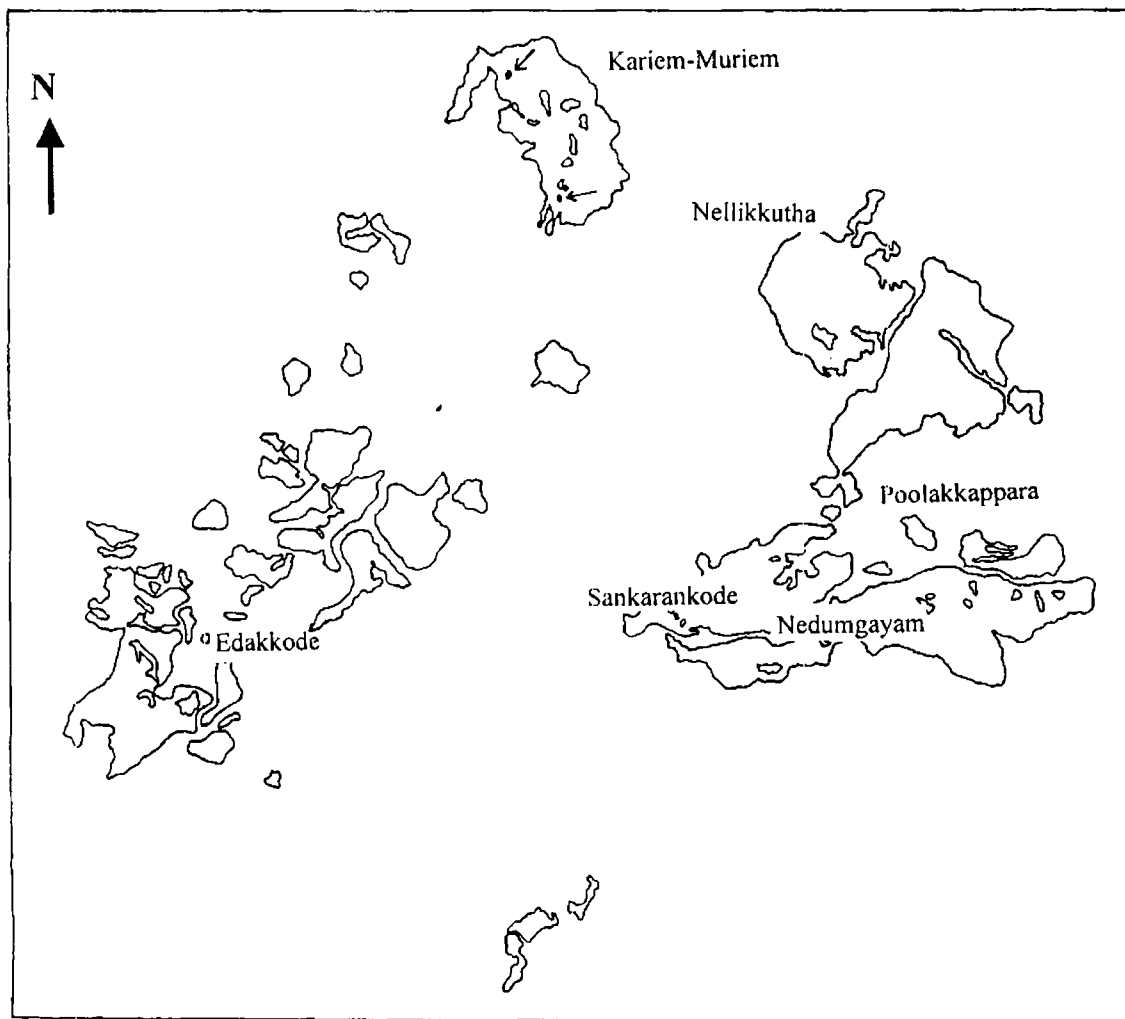 Kariem-Muriem
N
Nellikkutha
Poolakkappara
Sankarankode
Nedumgayam
Edakkode